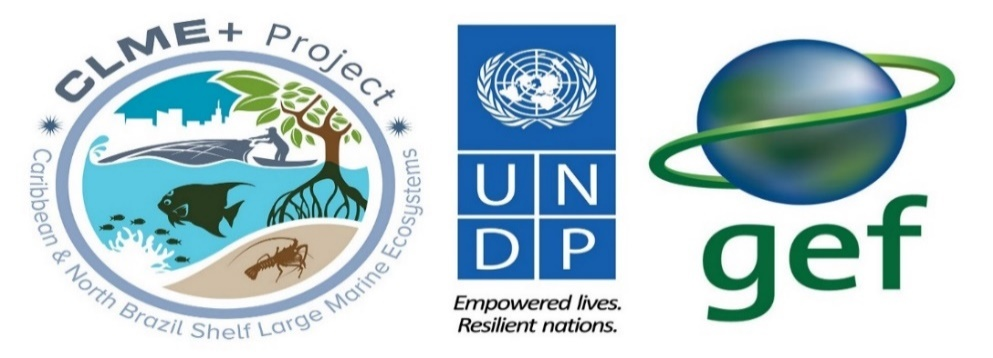 CLME+ Project
Caribbean & North Brazil Shelf Large Marine Ecosystems
U N
D P
Empowered lives.
Resilient nations.
gef